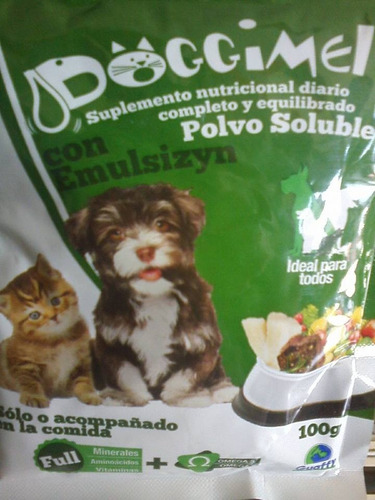 DOGGiMEl
Suplemento nutricional diario
completo y equilibrado
Polvo Soluble
con
Emulsizyn
Ideal para
todos
Sólo o acompañado
en la comida
100g
Full
Minerales
Aminoácidos
Vitaminas
+
Guaffy